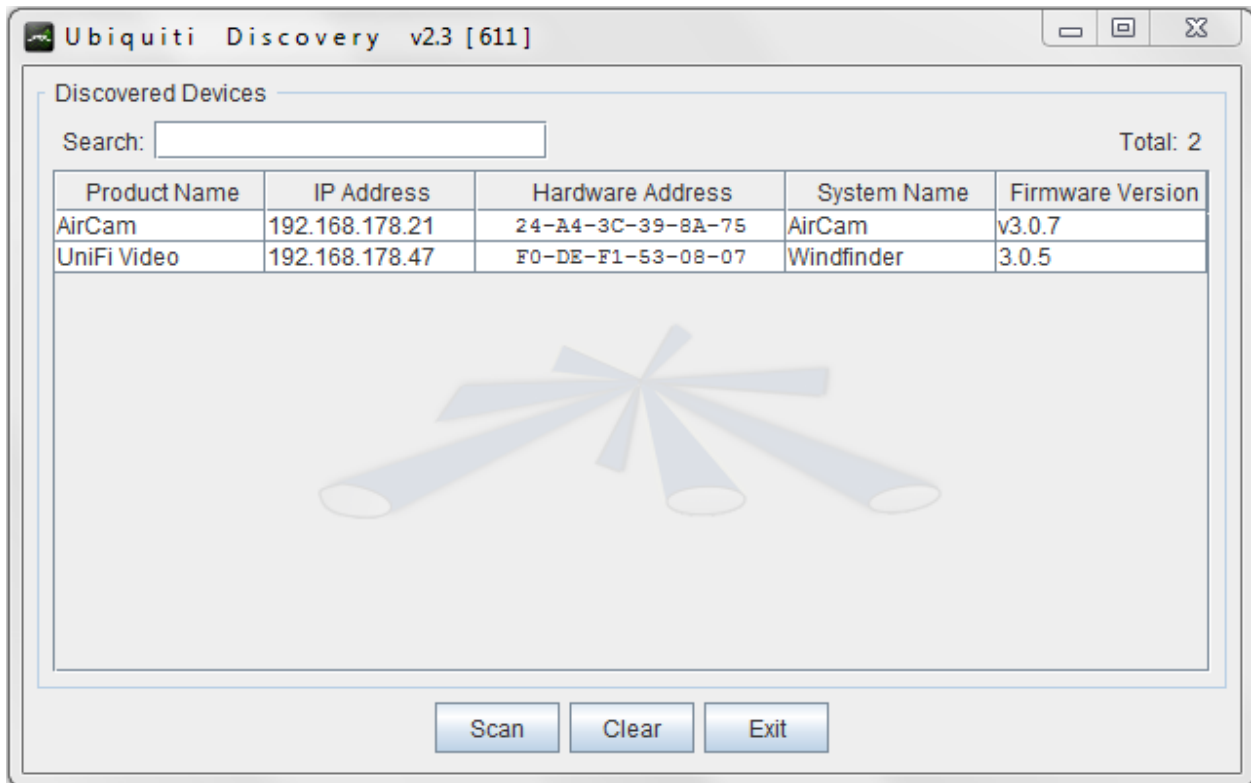 Ubiquiti Discovery v2.3 [611]
Discovered Devices
Search: Total: 2
Product Name IP Address Hardware Address System Name Firmware Version
AirCam 192.168.178.21 24-A4-3C-39-8A-75 AirCam v3.0.7
UniFi Video 192.168.178.47 F0-DE-F1-53-08-07 Windfinder 3.0.5
Scan Clear Exit